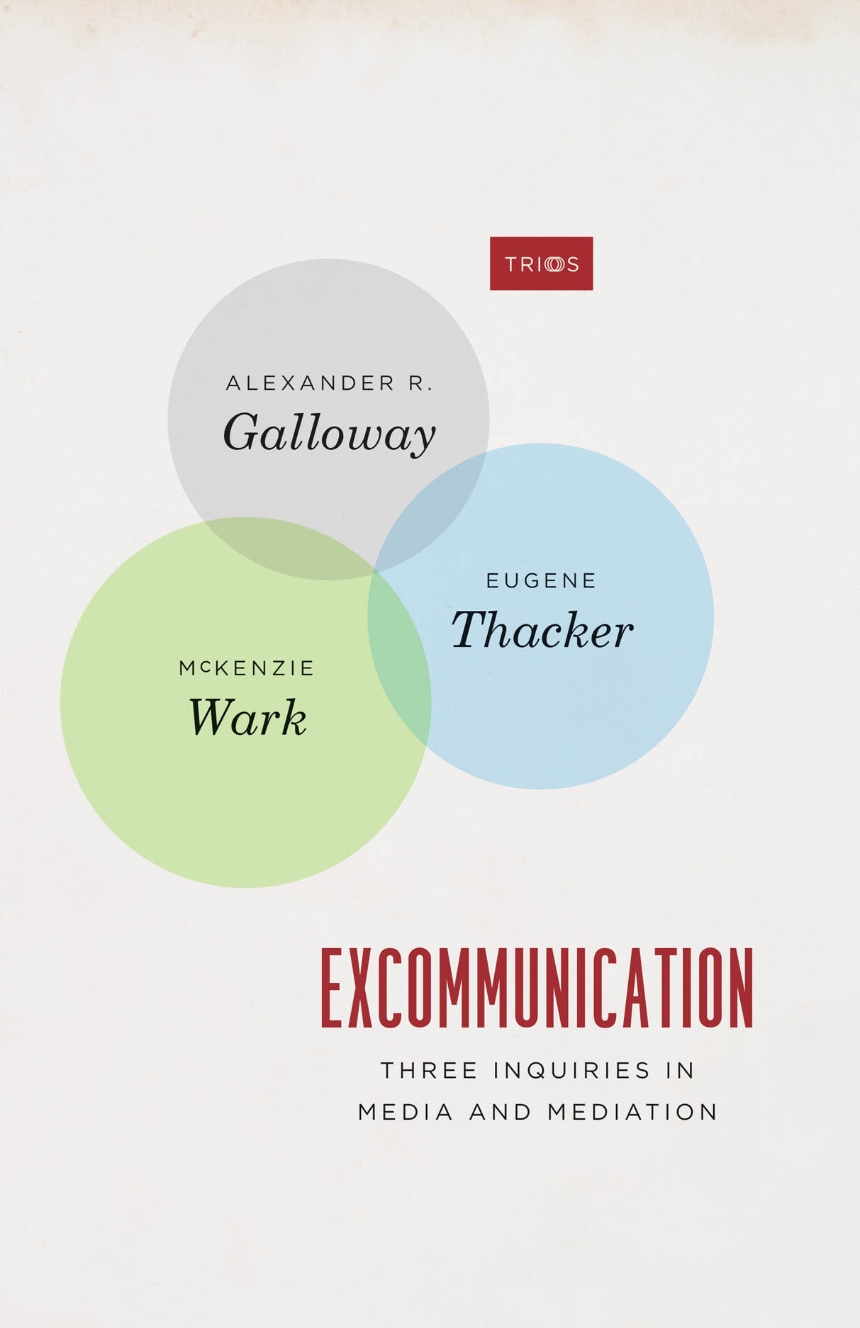 TRIOS
ALEXANDER R.
Galloway
EUGENE
Thacker
McKENZIE
Wark
EXCOMMUNICATION
THREE INQUIRIES IN
MEDIA AND MEDIATION